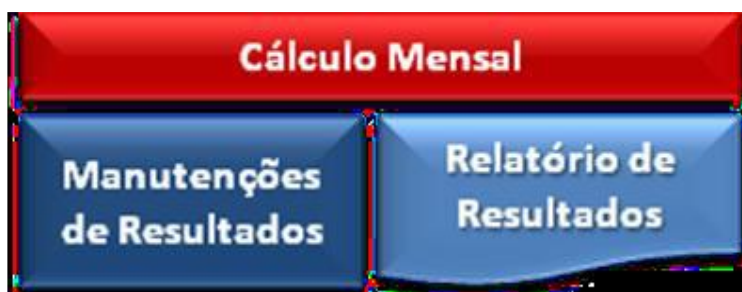 Cálculo Mensal
Manutenções
de Resultados
Relatório de
Resultados